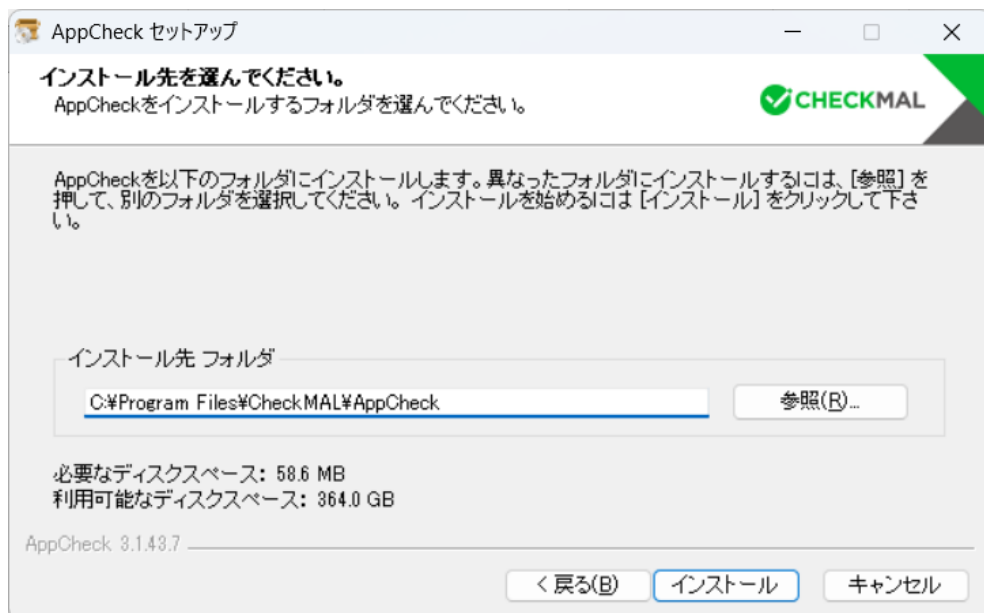 AppCheck セットアップ
インストール先を選んでください。
AppCheckをインストールするフォルダを選んでください。
CHECKMAL
AppCheckを以下のフォルダにインストールします。異なったフォルダにインストールするには、[参照] を
押して、別のフォルダを選択してください。インストールを始めるには [インストール] をクリックして下さ
い。
インストール先 フォルダ
C:¥Program Files¥CheckMAL¥AppCheck
参照(R)...
必要なディスクスペース: 58.6 MB
利用可能なディスクスペース: 364.0 GB
AppCheck 3.1.43.7
< 戻る(B)
インストール
キャンセル